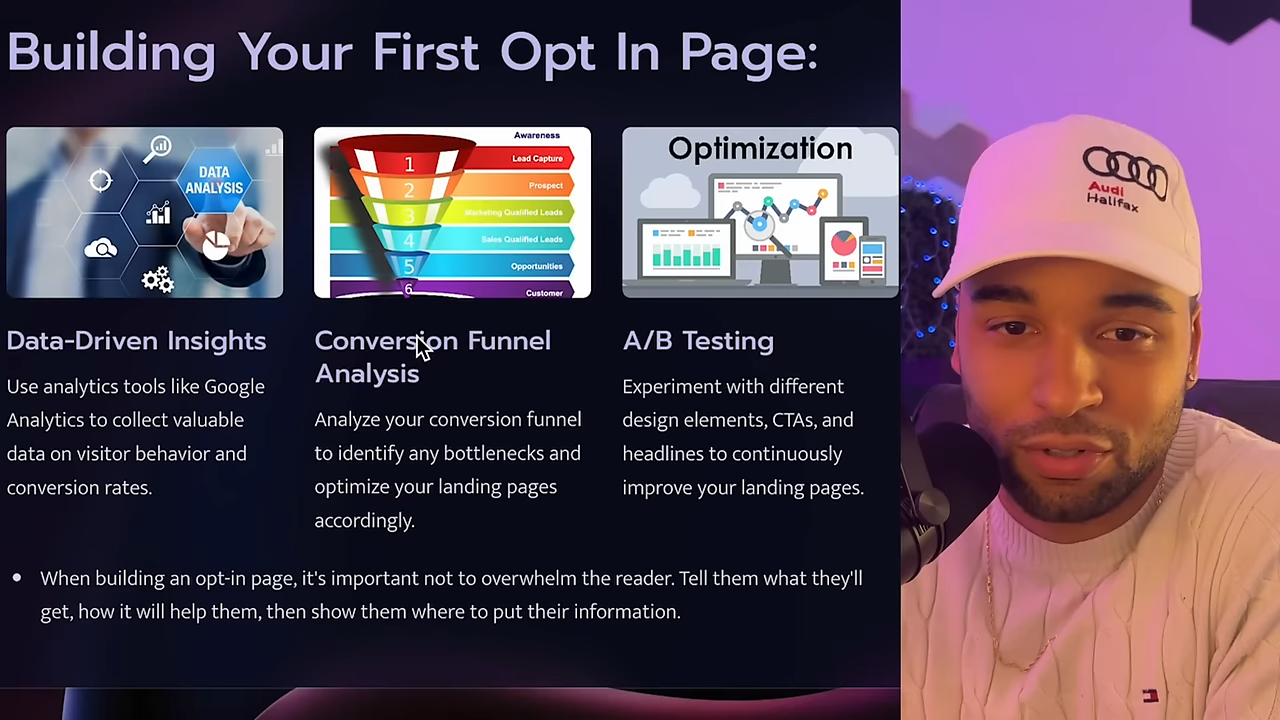 Building Your First Opt In Page:
DATA
ANALYSIS
Awareness
1
Lead Capture
2
Prospect
3
Marketing Qualified Leads
4
Sales Qualified Leads
5
Opportunities
6
Customer
Optimization
Data-Driven Insights
Use analytics tools like Google
Analytics to collect valuable
data on visitor behavior and
conversion rates.
Conversion Funnel
Analysis
Analyze your conversion funnel
to identify any bottlenecks and
optimize your landing pages
accordingly.
A/B Testing
Experiment with different
design elements, CTAs, and
headlines to continuously
improve your landing pages.
When building an opt-in page, it's important not to overwhelm the reader. Tell them what they'll
get, how it will help them, then show them where to put their information.
Audi
Halifax